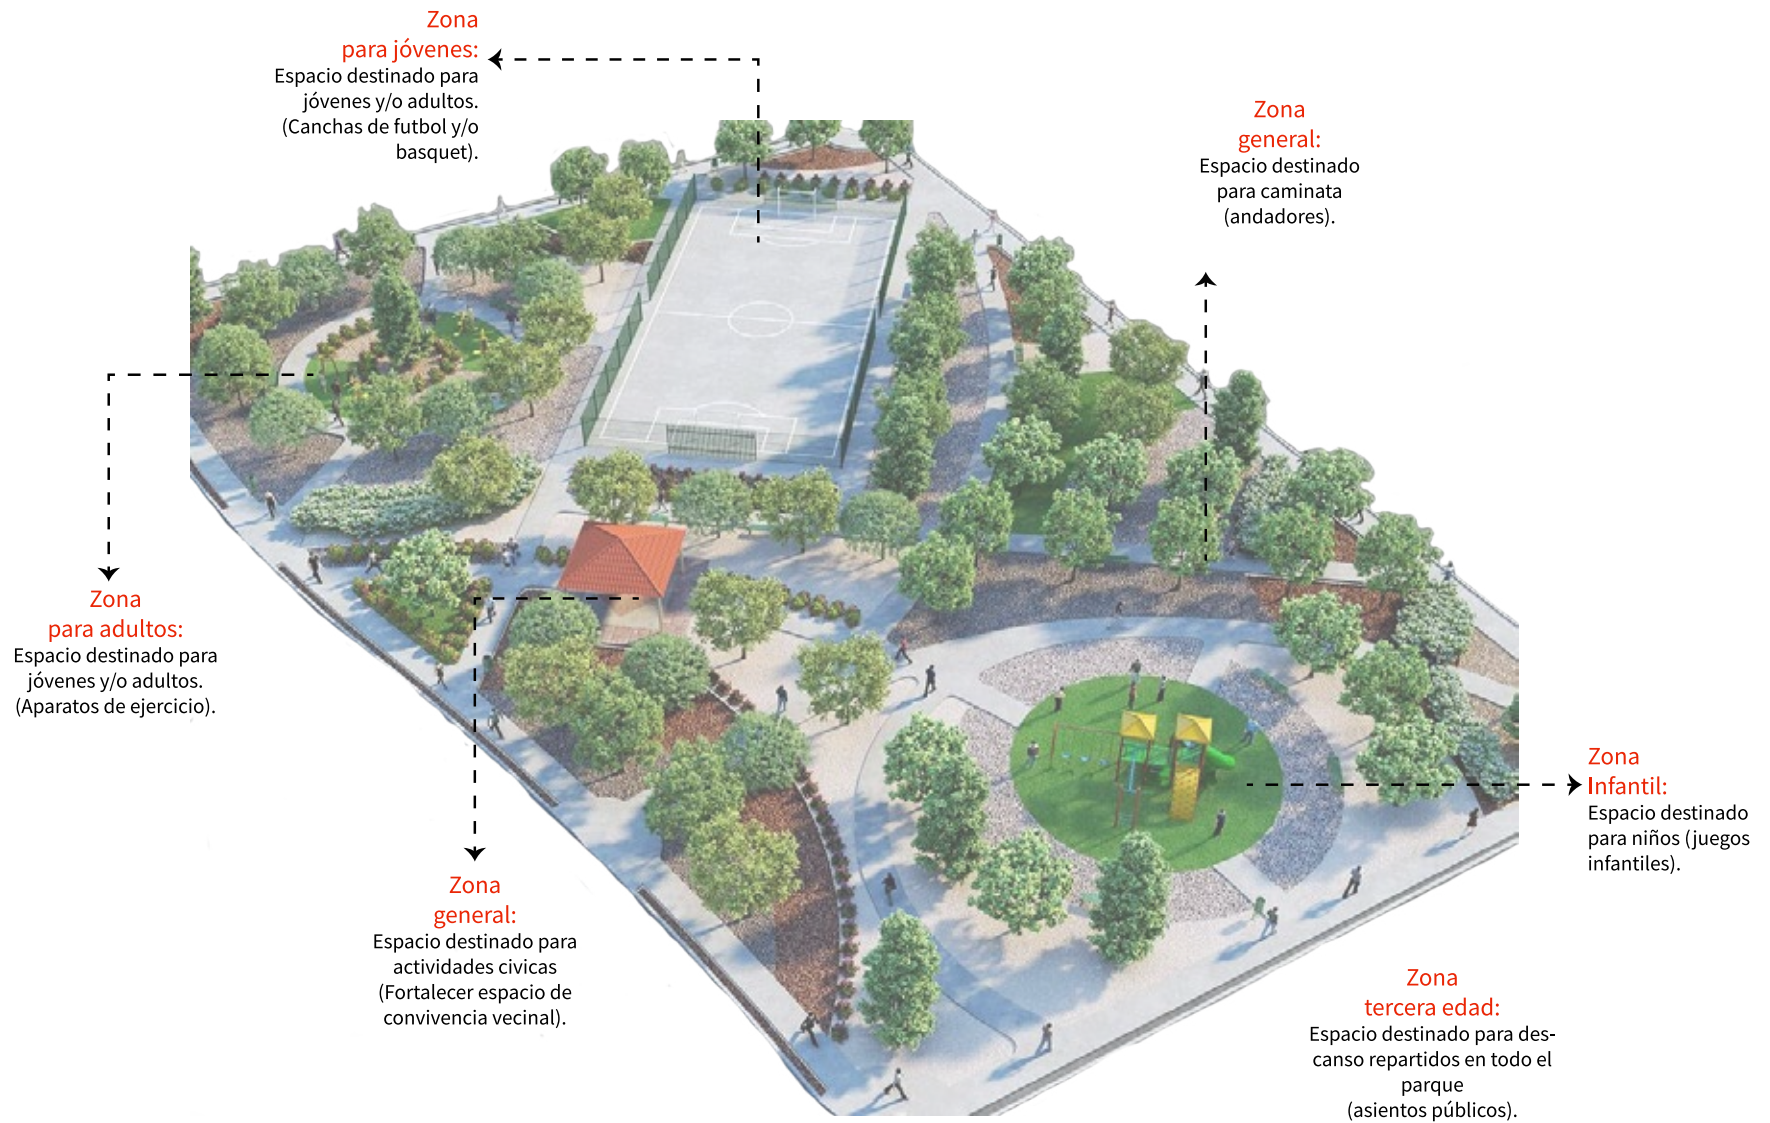 Zona
para jóvenes:
Espacio destinado para
jóvenes y/o adultos.
(Canchas de futbol y/o
basquet).
Zona
general:
Espacio destinado
para caminata
(andadores).
Zona
para adultos:
Espacio destinado para
jóvenes y/o adultos.
(Aparatos de ejercicio).
Zona
general:
Espacio destinado para
actividades civicas
(Fortalecer espacio de
convivencia vecinal).
Zona
Infantil:
Espacio destinado
para niños (juegos
infantiles).
Zona
tercera edad:
Espacio destinado para des-
canso repartidos en todo el
parque
(asientos públicos).